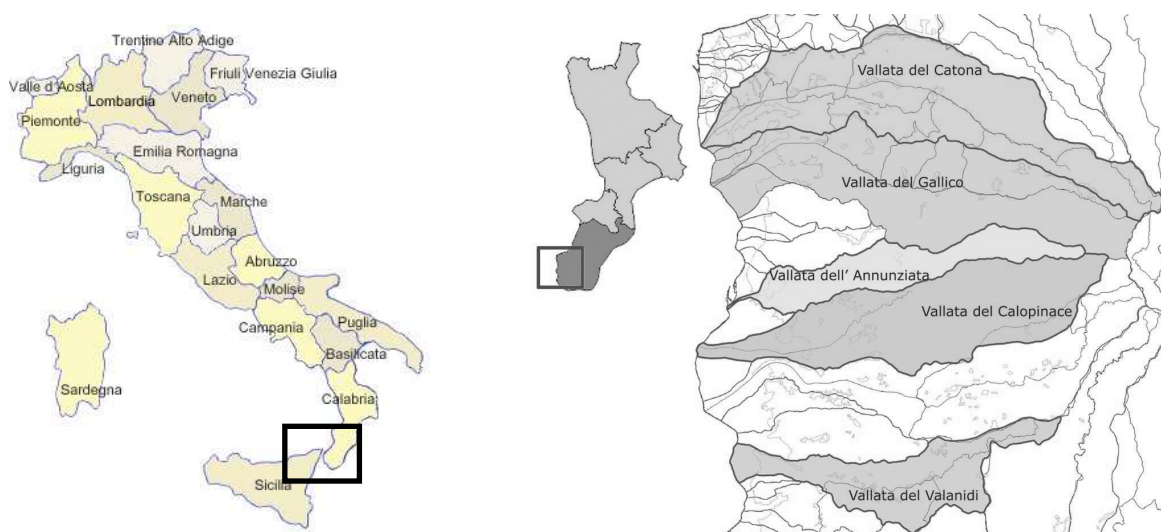 Trentino Alto Adige
Friuli Venezia Giulia
Valle d'Aosta
Lombardia
Veneto
Piemonte
Emilia Romagna
Liguria
Toscana
Marche
Umbria
Abruzzo
Lazio
Molise
Campania
Puglia
Basilicata
Sardegna
Calabria
Sicilia
Vallata del Catona
Vallata del Gallico
Vallata dell' Annunziata
Vallata del Calopinace
Vallata del Valanidi